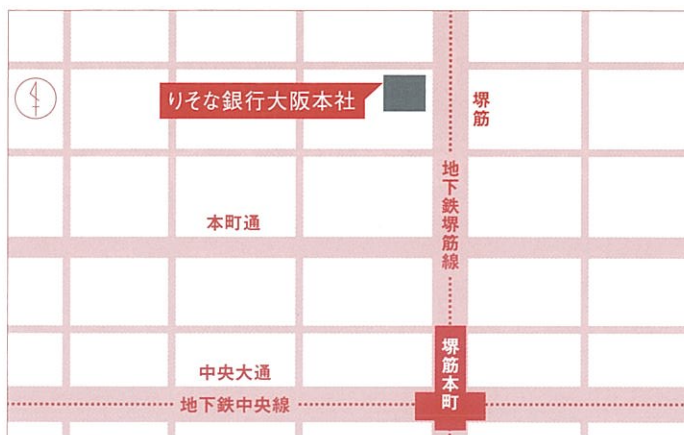 りそな銀行大阪本社
堺筋
地下鉄堺筋線
本町通
堺筋本町
中央大通
地下鉄中央線